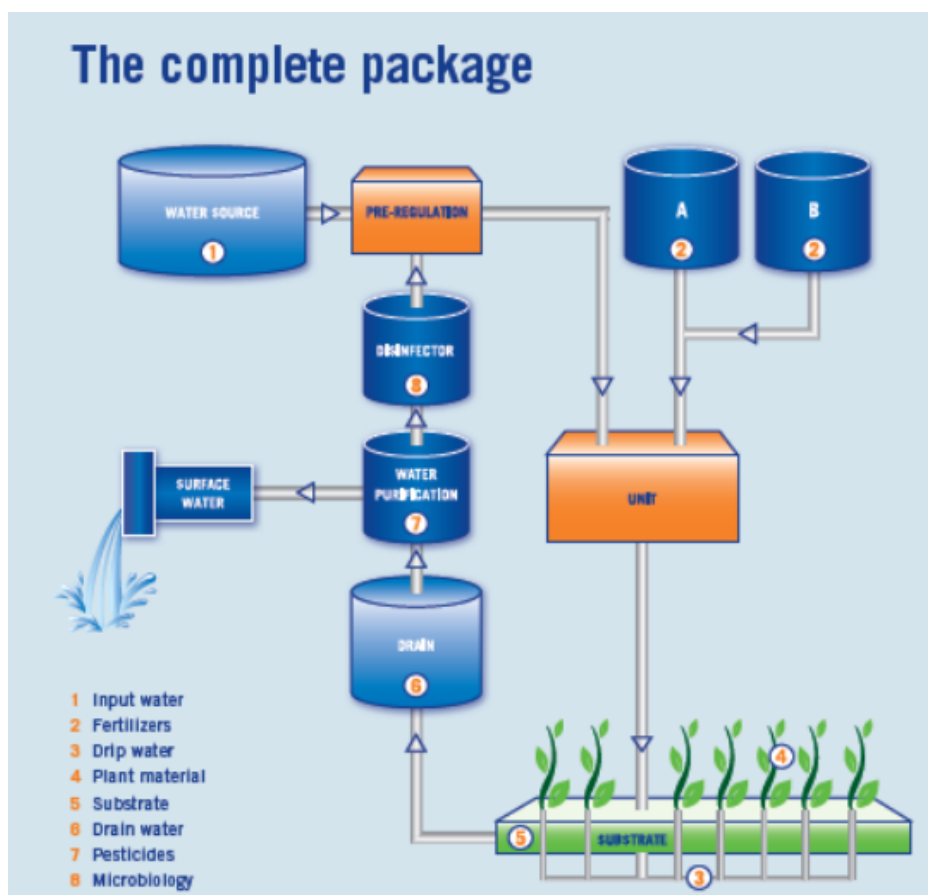 The complete package
WATER SOURCE
1
PRE-REGULATION
A
2
B
2
DISINFECTOR
8
WATER
PURIFICATION
7
SURFACE
WATER
UNIT
DRAIN
6
4
5
SUBSTRATE
3
1 Input water
2 Fertilizers
3 Drip water
4 Plant material
5 Substrate
6 Drain water
7 Pesticides
8 Microbiology